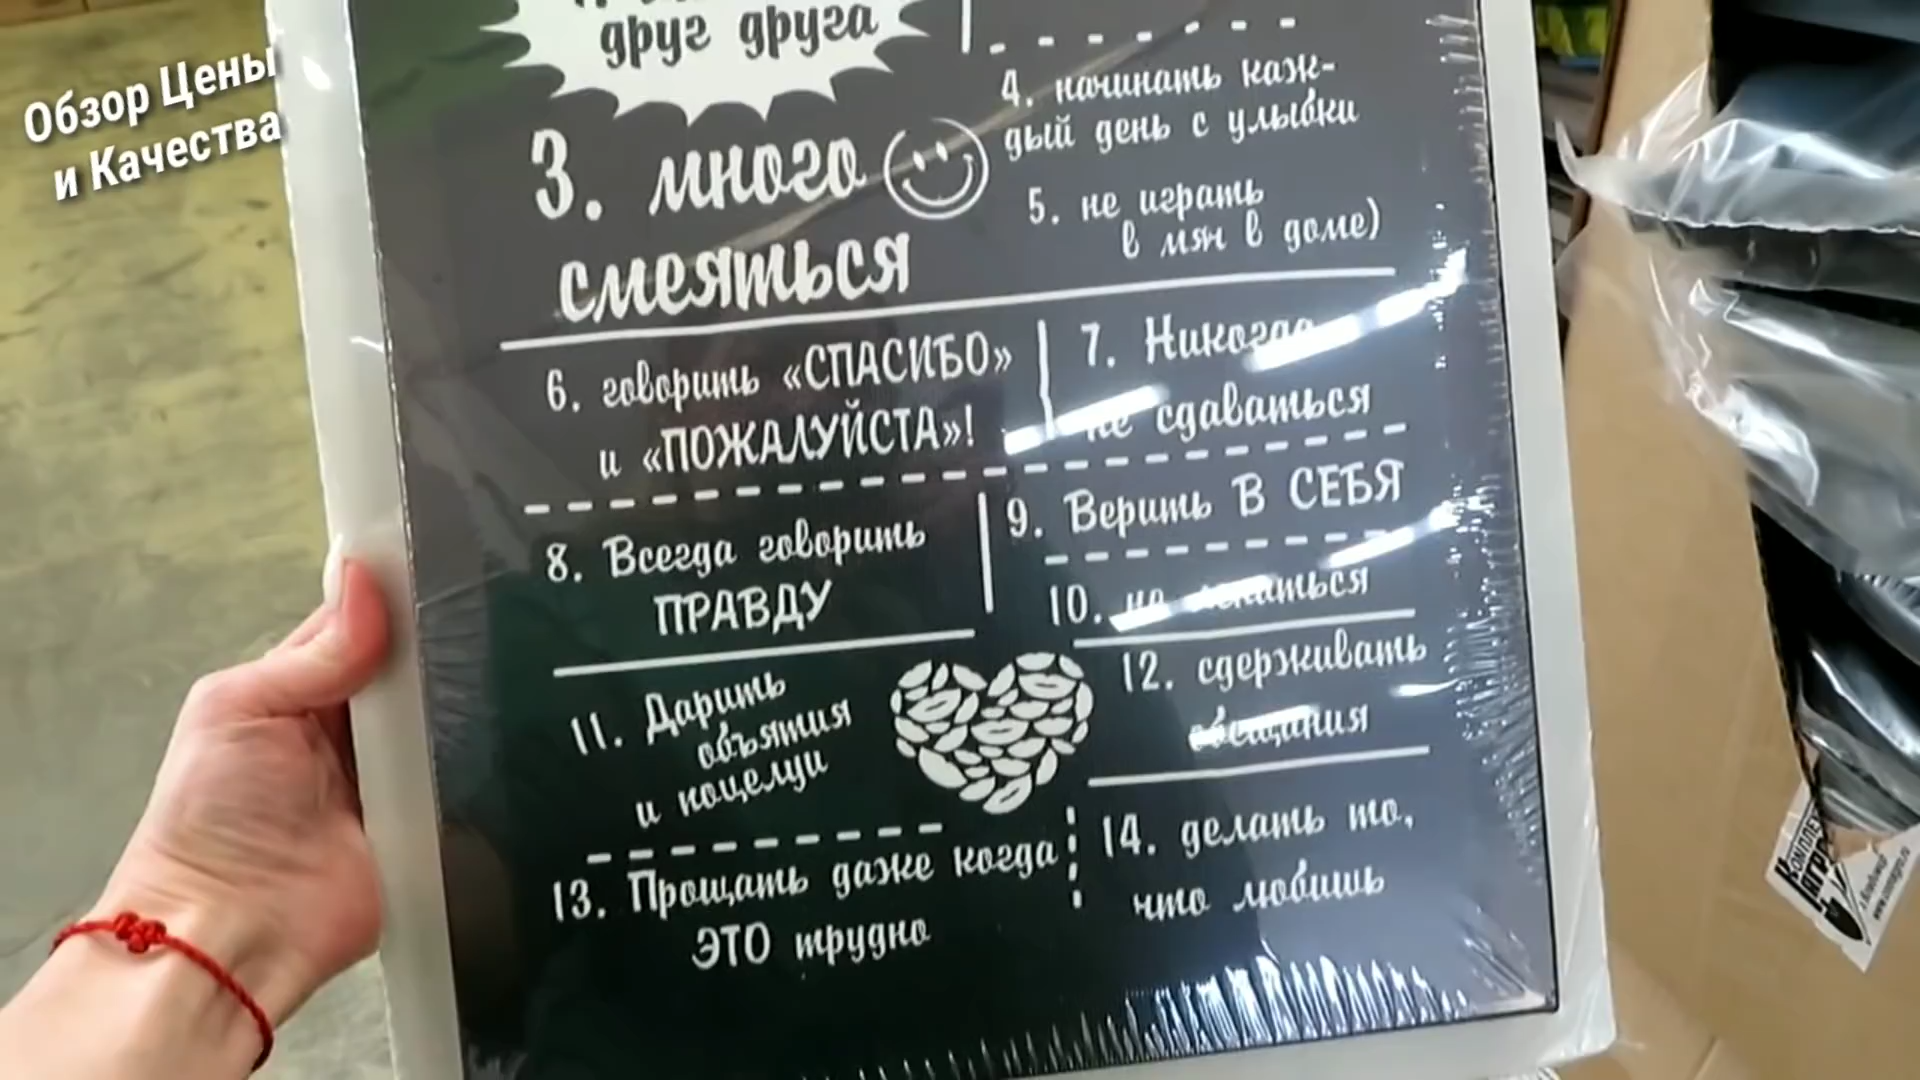 Обзор Цены
и Качества
друг друга
3. много
смеяться
4. начинать каж-
дый день с улыбки
5. не играть
в мяч в доме)
6. говорить «СПАСИБО»
и «ПОЖАЛУЙСТА»!
7. Никогда
не сдаваться
8. Всегда говорить
ПРАВДУ
9. Верить В СЕБЯ
10. не
11. Дарить
объятия
и поцелуи
12. сдерживать
обещания
13. Прощать даже когда
ЭТО трудно
14. делать то,
что любишь